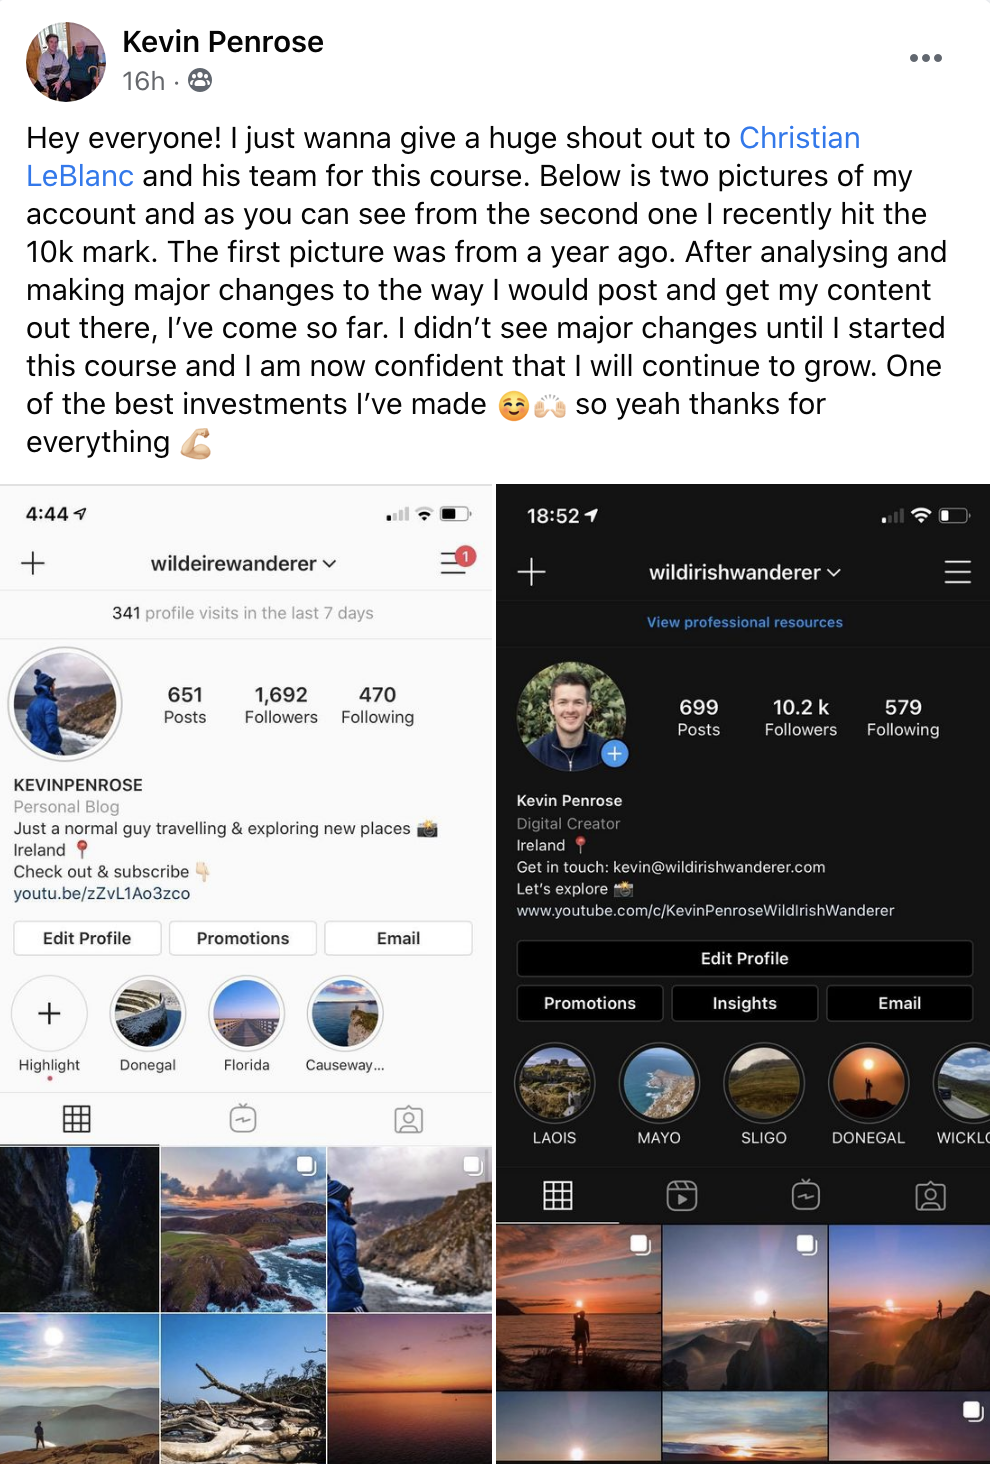 Kevin Penrose
16h ·
Hey everyone! I just wanna give a huge shout out to Christian
LeBlanc and his team for this course. Below is two pictures of my
account and as you can see from the second one I recently hit the
10k mark. The first picture was from a year ago. After analysing and
making major changes to the way I would post and get my content
out there, I’ve come so far. I didn’t see major changes until I started
this course and I am now confident that I will continue to grow. One
of the best investments I’ve made ☺️🙌🏻 so yeah thanks for
everything 💪🏻
4:44
wildeirewanderer
1
341 profile visits in the last 7 days
651 1,692 470
Posts Followers Following
KEVINPENROSE
Personal Blog
Just a normal guy travelling & exploring new places 📸
Ireland 📍
Check out & subscribe 👇🏻
youtu.be/zZvL1Ao3zco
Edit Profile Promotions Email
Highlight Donegal Florida Causeway...
18:52
wildirishwanderer
View professional resources
699 10.2 k 579
Posts Followers Following
Kevin Penrose
Digital Creator
Ireland 📍
Get in touch: kevin@wildirishwanderer.com
Let’s explore 📸
www.youtube.com/c/KevinPenroseWildIrishWanderer
Edit Profile
Promotions Insights Email
LAOIS MAYO SLIGO DONEGAL WICKLO